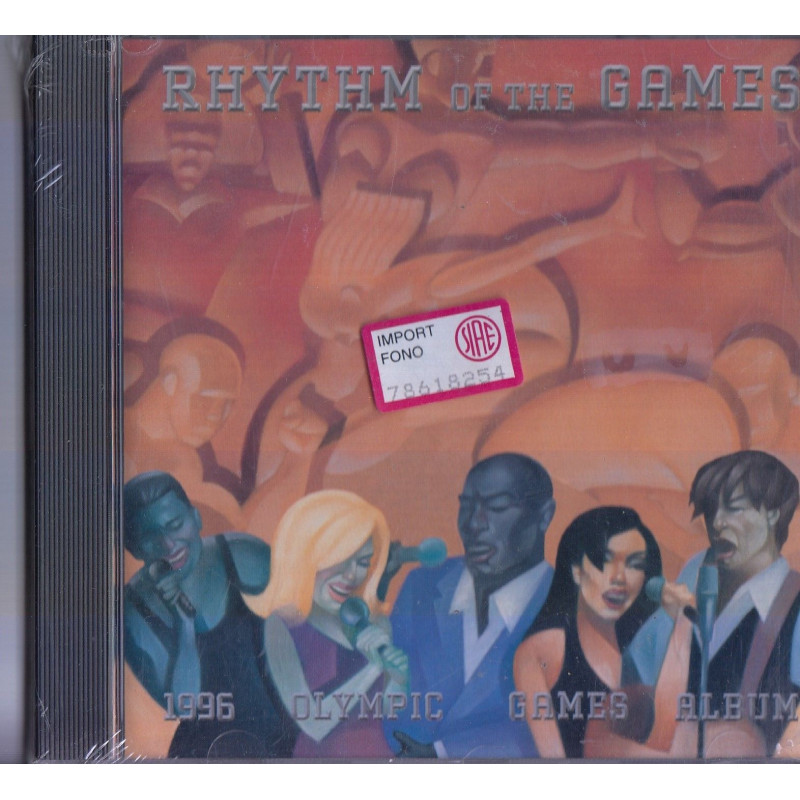 RHYTHM OF THE GAMES
IMPORT
FONO
SIAE
78618254
1996 OLYMPIC GAMES ALBUM